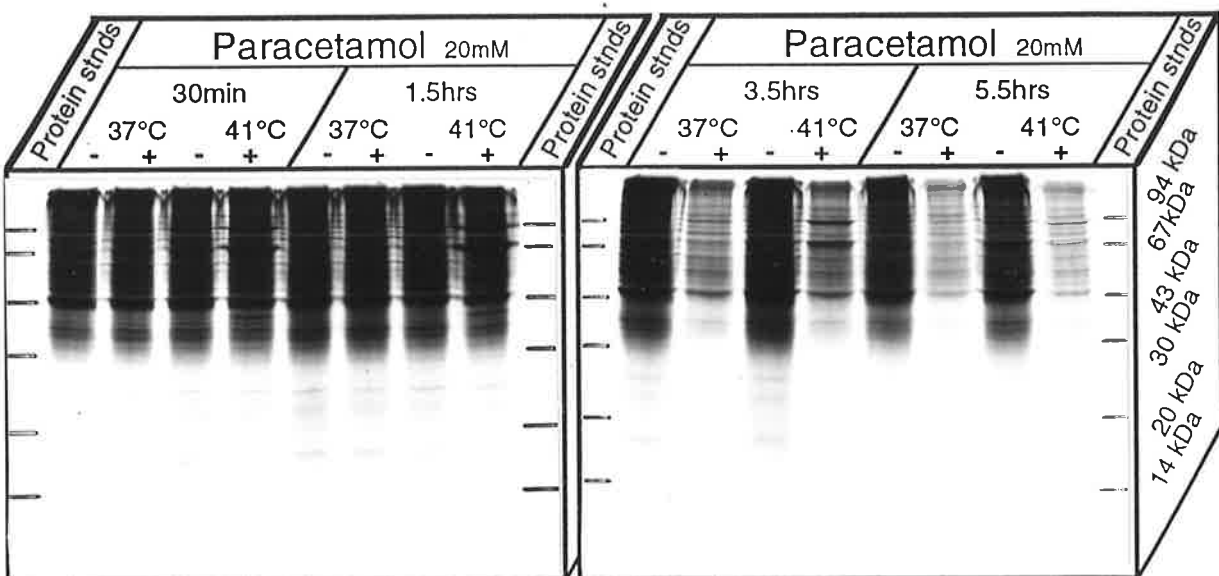 Protein stnds
Paracetamol 20mM
30min 1.5hrs
37°C 41°C 37°C 41°C
- + - + - + - +
Protein stnds
Protein stnds
Paracetamol 20mM
3.5hrs 5.5hrs
37°C 41°C 37°C 41°C
- + - + - + - +
Protein stnds
94 kDa
67kDa
43 kDa
30 kDa
20 kDa
14 kDa